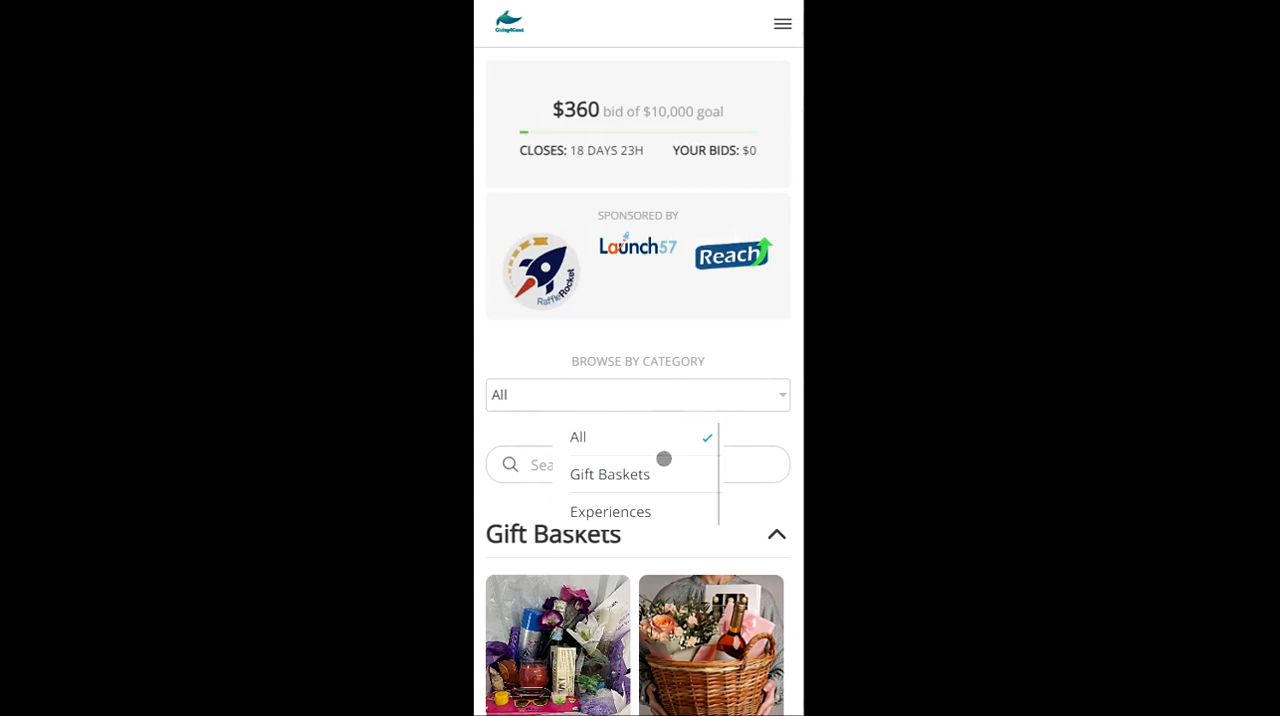 Giving4Good
$360 bid of $10,000 goal
CLOSES: 18 DAYS 23H YOUR BIDS: $0
SPONSORED BY
RaffleRocket
Launch57
Reach
BROWSE BY CATEGORY
All
All
Sea
Gift Baskets
Experiences
Gift Baskets